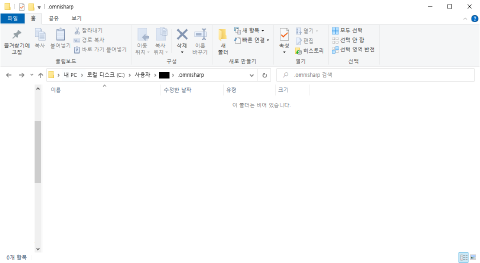 .omnisharp
파일 홈 공유 보기
즐겨찾기에 고정 복사 붙여넣기 잘라내기 경로 복사 바로 가기 붙여넣기
이동 위치 복사 위치 삭제 이름 바꾸기
새 폴더 새 항목 빠른 연결
속성 열기 편집 히스토리
모두 선택 선택 안 함 선택 영역 반전
클립보드 구성 새로 만들기 열기 선택
내 PC > 로컬 디스크 (C:) > 사용자 > > .omnisharp
.omnisharp 검색
이름 수정한 날짜 유형 크기
이 폴더는 비어 있습니다.
0개 항목